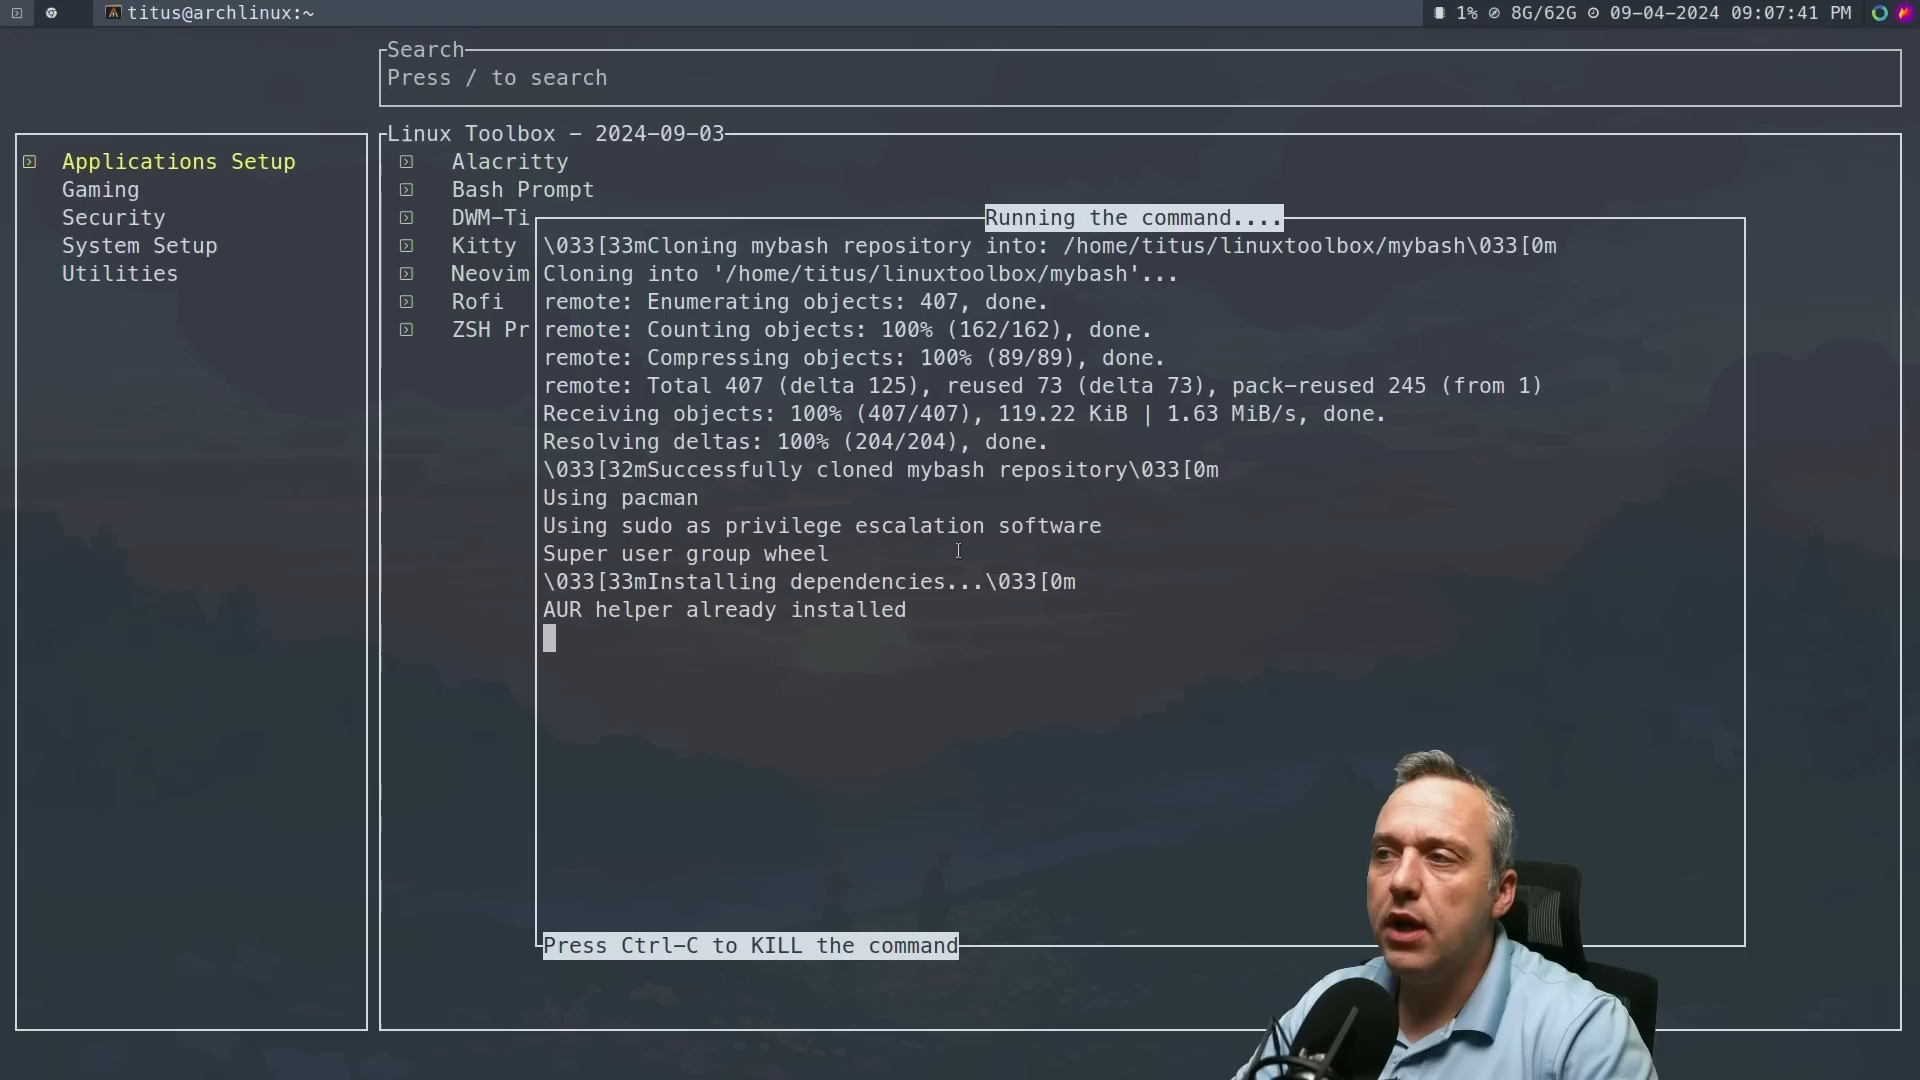 titus@archlinux:~
1% 8G/62G 09-04-2024 09:07:41 PM
Search
Press / to search
Applications Setup
Gaming
Security
System Setup
Utilities
Linux Toolbox - 2024-09-03
Alacritty
Bash Prompt
DWM-Ti
Kitty
Neovim
Rofi
ZSH Pr
Running the command....
\033[33mCloning mybash repository into: /home/titus/linuxtoolbox/mybash\033[0m
Cloning into '/home/titus/linuxtoolbox/mybash'...
remote: Enumerating objects: 407, done.
remote: Counting objects: 100% (162/162), done.
remote: Compressing objects: 100% (89/89), done.
remote: Total 407 (delta 125), reused 73 (delta 73), pack-reused 245 (from 1)
Receiving objects: 100% (407/407), 119.22 KiB | 1.63 MiB/s, done.
Resolving deltas: 100% (204/204), done.
\033[32mSuccessfully cloned mybash repository\033[0m
Using pacman
Using sudo as privilege escalation software
Super user group wheel
\033[33mInstalling dependencies...\033[0m
AUR helper already installed
Press Ctrl-C to KILL the command